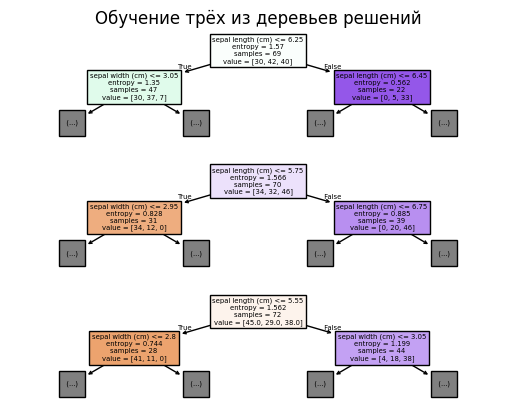 Обучение трёх из деревьев решений
sepal length (cm) <= 6.25
entropy = 1.57
samples = 69
value = [30, 42, 40]
True
False
sepal width (cm) <= 3.05
entropy = 1.35
samples = 47
value = [30, 37, 7]
sepal length (cm) <= 6.45
entropy = 0.562
samples = 22
value = [0, 5, 33]
(...)
(...)
(...)
(...)
sepal length (cm) <= 5.75
entropy = 1.566
samples = 70
value = [34, 32, 46]
True
False
sepal width (cm) <= 2.95
entropy = 0.828
samples = 31
value = [34, 12, 0]
sepal length (cm) <= 6.75
entropy = 0.885
samples = 39
value = [0, 20, 46]
(...)
(...)
(...)
(...)
sepal length (cm) <= 5.55
entropy = 1.562
samples = 72
value = [45.0, 29.0, 38.0]
True
False
sepal width (cm) <= 2.8
entropy = 0.744
samples = 28
value = [41, 11, 0]
sepal width (cm) <= 3.05
entropy = 1.199
samples = 44
value = [4, 18, 38]
(...)
(...)
(...)
(...)